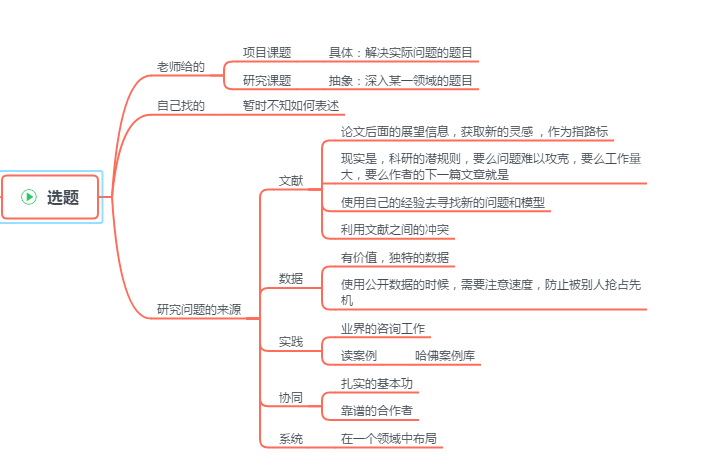 选题
老师给的
项目课题
具体：解决实际问题的题目
研究课题
抽象：深入某一领域的题目
自己找的
暂时不知如何表述
研究问题的来源
文献
论文后面的展望信息，获取新的灵感 ，作为指路标
现实是，科研的潜规则，要么问题难以攻克，要么工作量
大，要么作者的下一篇文章就是
使用自己的经验去寻找新的问题和模型
利用文献之间的冲突
数据
有价值，独特的数据
使用公开数据的时候，需要注意速度，防止被别人抢占先
机
实践
业界的咨询工作
读案例
哈佛案例库
协同
扎实的基本功
靠谱的合作者
系统
在一个领域中布局